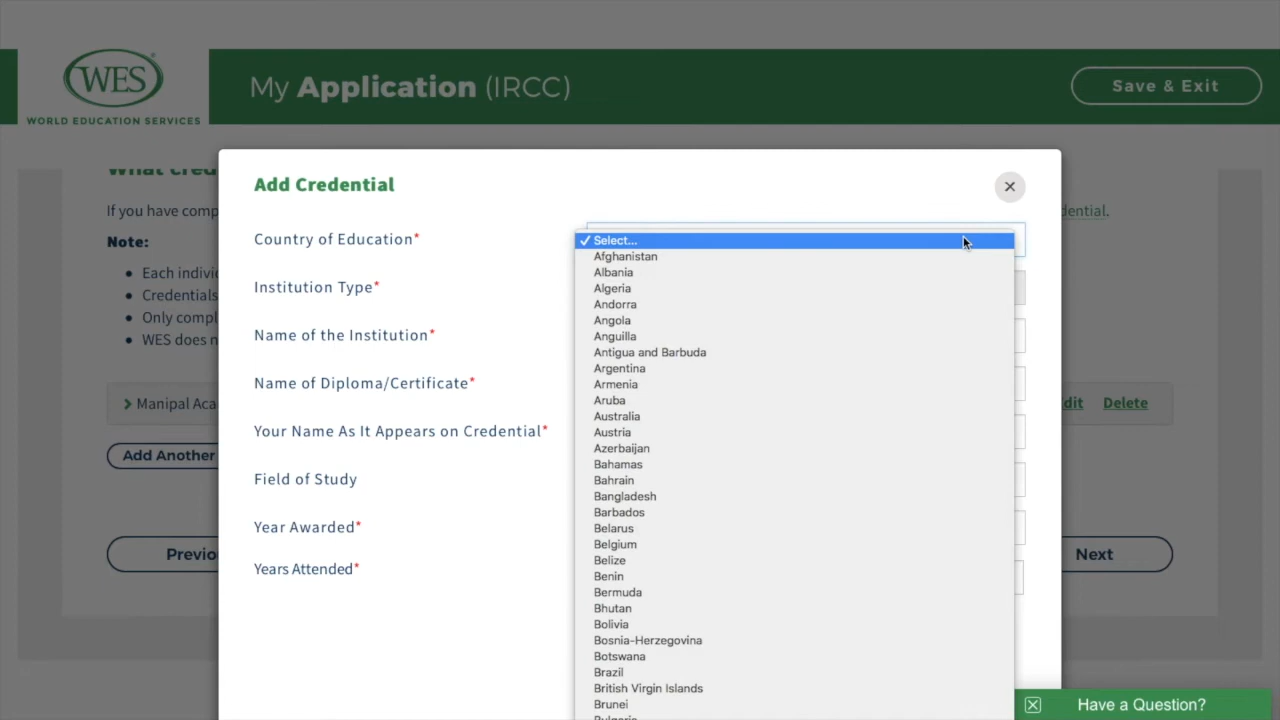 WES
WORLD EDUCATION SERVICES
My Application (IRCC)
Save & Exit
What cred
If you have comp
dential.
Note:
Each indivi
Credentials
Only compl
WES does n
Manipal Aca
dit
Delete
Add Another
Previo
Next
Add Credential
Country of Education*
Institution Type*
Name of the Institution*
Name of Diploma/Certificate*
Your Name As It Appears on Credential*
Field of Study
Year Awarded*
Years Attended*
✓ Select...
Afghanistan
Albania
Algeria
Andorra
Angola
Anguilla
Antigua and Barbuda
Argentina
Armenia
Aruba
Australia
Austria
Azerbaijan
Bahamas
Bahrain
Bangladesh
Barbados
Belarus
Belgium
Belize
Benin
Bermuda
Bhutan
Bolivia
Bosnia-Herzegovina
Botswana
Brazil
British Virgin Islands
Brunei
Bulgaria
Have a Question?